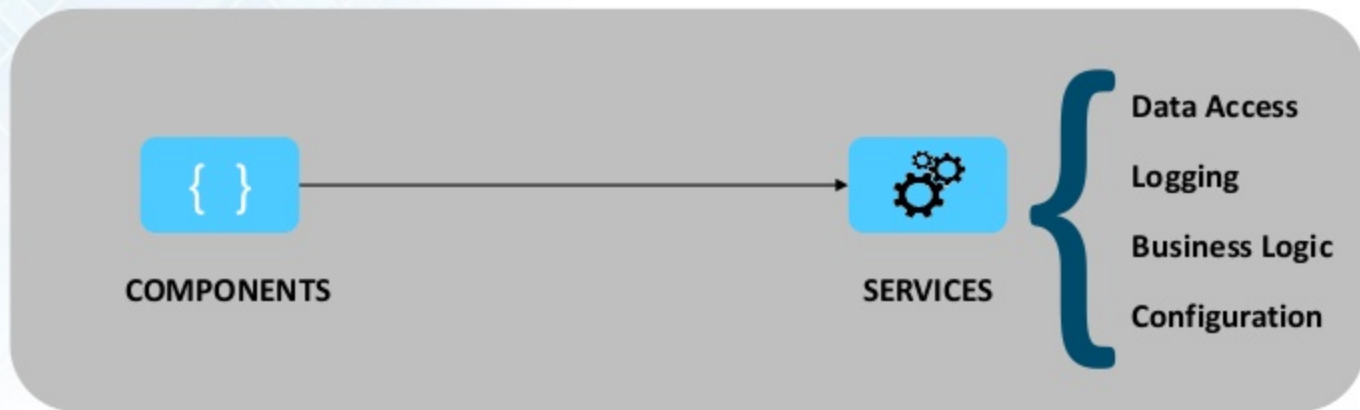 { }
COMPONENTS
SERVICES
Data Access
Logging
Business Logic
Configuration